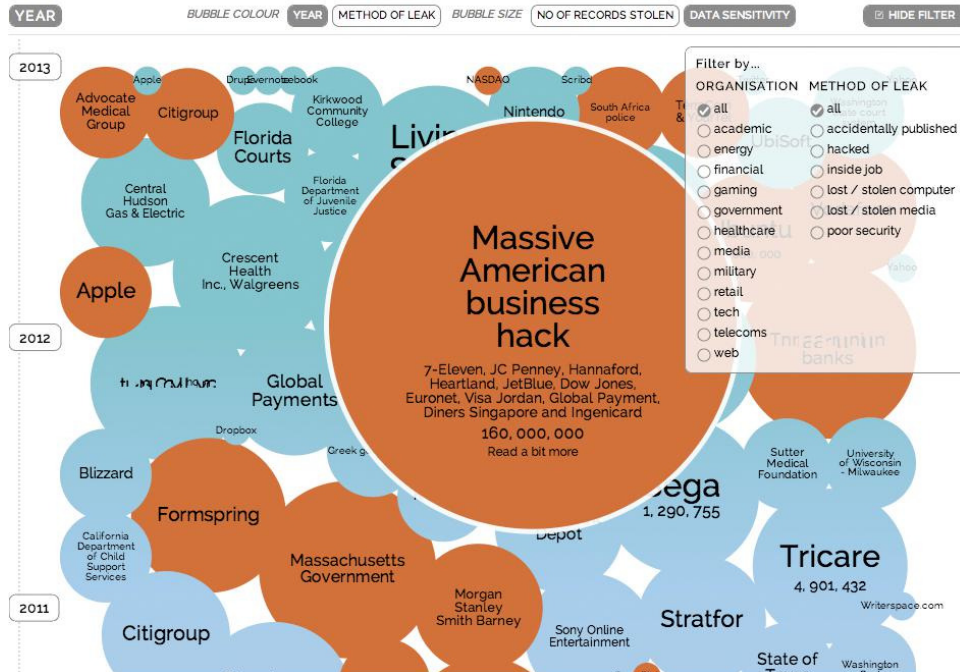 YEAR
BUBBLE COLOUR YEAR METHOD OF LEAK BUBBLE SIZE NO OF RECORDS STOLEN DATA SENSITIVITY HIDE FILTER
2013
Apple
Advocate
Medical
Group
Citigroup
Evernote
Florida
Courts
Kirkwood
Community
College
NASDAQ
Nintendo
Scribd
South Africa
police
Filter by...
ORGANISATION METHOD OF LEAK
all
academic
energy
financial
gaming
government
healthcare
media
military
retail
tech
telecoms
web
all
accidentally published
hacked
inside job
lost / stolen computer
lost / stolen media
poor security
UbiSoft
Yahoo
banks
Central
Hudson
Gas & Electric
Florida
Department
of Juvenile
Justice
Crescent
Health
Inc., Walgreens
Apple
2012
Global
Payments
Massive
American
business
hack
7-Eleven, JC Penney, Hannaford,
Heartland, JetBlue, Dow Jones,
Euronet, Visa Jordan, Global Payment,
Diners Singapore and Ingenicard
160, 000, 000
Read a bit more
Dropbox
Blizzard
Formspring
California
Department
of Child
Support
Services
Massachusetts
Government
Morgan
Stanley
Smith Barney
Depot
1, 290, 755
Sutter
Medical
Foundation
University
of Wisconsin
- Milwaukee
Tricare
4, 901, 432
Writerspace.com
2011
Citigroup
Sony Online
Entertainment
Stratfor
State of
Washington